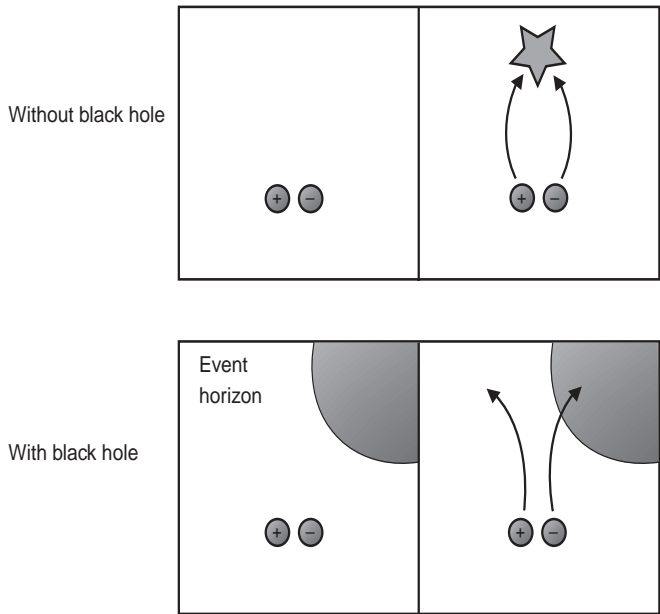 Without black hole
+ −
+ −
Event
horizon
With black hole
+ −
+ −